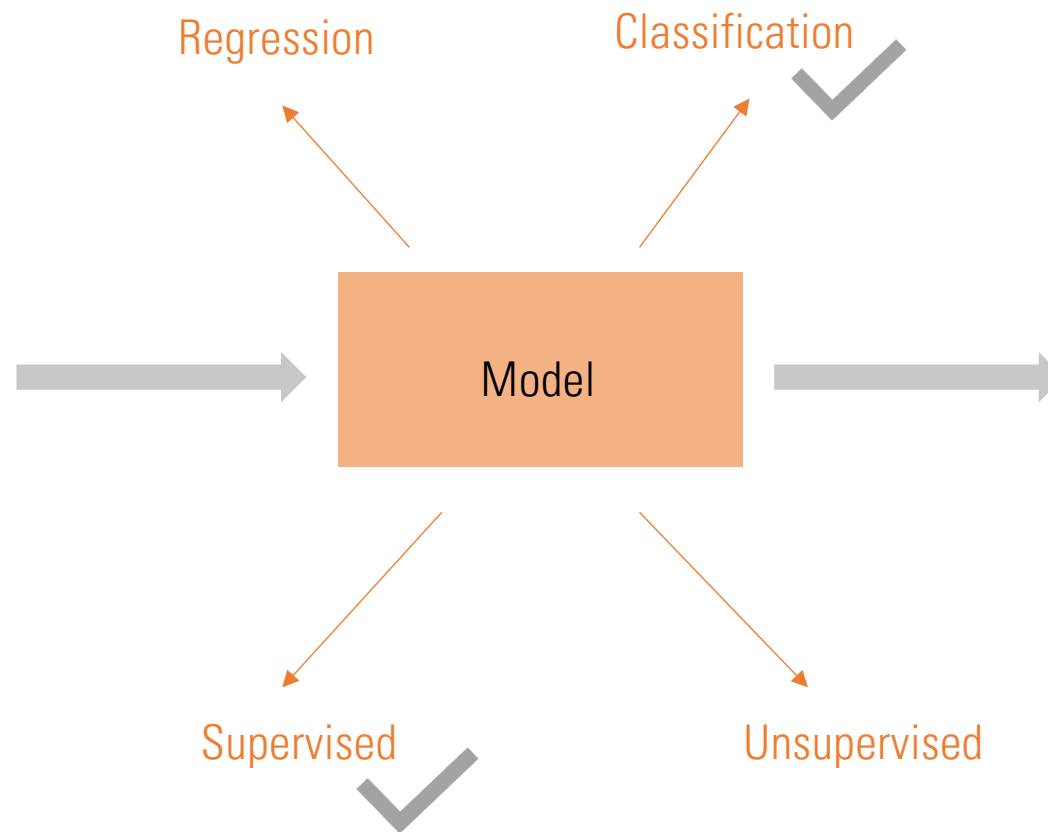 Regression
Classification
Model
Supervised
Unsupervised